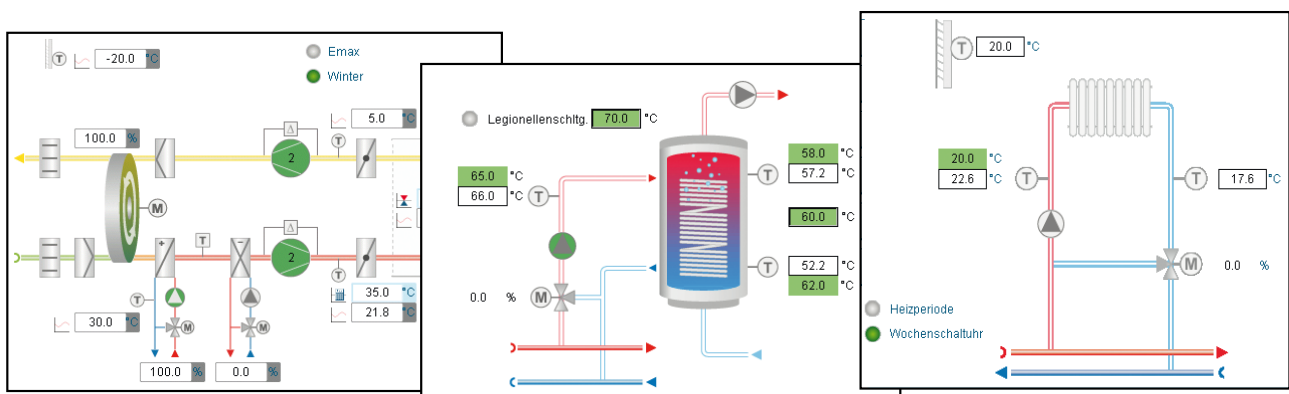 T
-20.0 °C
Emax
Winter
100.0 %
5.0 °C
Δ
2
T
M
+
T
−
Δ
2
T
35.0 °C
21.8 °C
T
30.0 °C
M
M
100.0 %
0.0 %
Legionellenschltg. 70.0 °C
65.0 °C
66.0 °C
T
58.0 °C
57.2 °C
T
60.0 °C
52.2 °C
62.0 °C
T
0.0 %
M
T
20.0 °C
20.0 °C
22.6 °C
T
T
17.6 °C
M
0.0 %
Heizperiode
Wochenschaltuhr